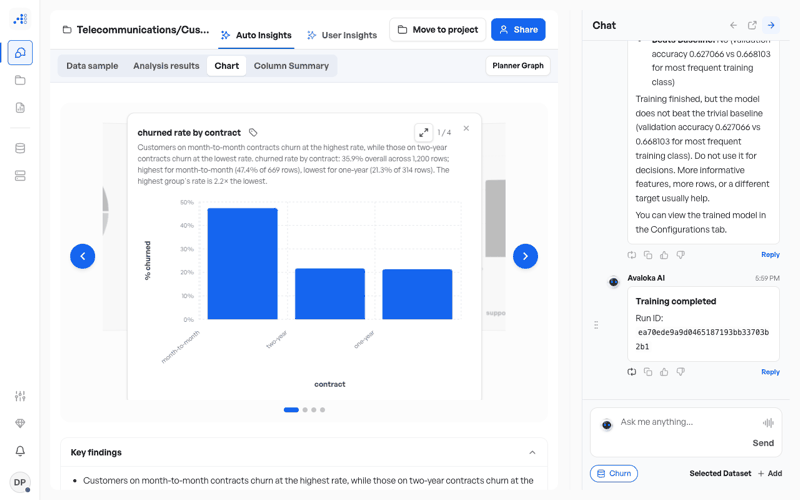 Telecommunications/Cus...
Auto Insights
User Insights
Move to project
Share
Data sample
Analysis results
Chart
Column Summary
Planner Graph
churned rate by contract
1 / 4
Customers on month-to-month contracts churn at the highest rate, while those on two-year
contracts churn at the lowest rate. churned rate by contract: 35.9% overall across 1,200 rows;
highest for month-to-month (47.4% of 669 rows), lowest for one-year (21.3% of 314 rows). The
highest group's rate is 2.2× the lowest.
% churned
50%
40%
30%
20%
10%
0%
month-to-month
two-year
one-year
contract
suppo
Key findings
Customers on month-to-month contracts churn at the highest rate, while those on two-year contracts churn at the
DP
Chat
Beats Baseline: No (validation
accuracy 0.627066 vs 0.668103
for most frequent training
class)
Training finished, but the model
does not beat the trivial baseline
(validation accuracy 0.627066 vs
0.668103 for most frequent
training class). Do not use it for
decisions. More informative
features, more rows, or a different
target usually help.
You can view the trained model in
the Configurations tab.
Reply
Avaloka AI
5:59 PM
Training completed
Run ID:
ea70ede9a9d0465187193bb33703b
2b1
Reply
Ask me anything...
Send
Churn
Selected Dataset
+ Add